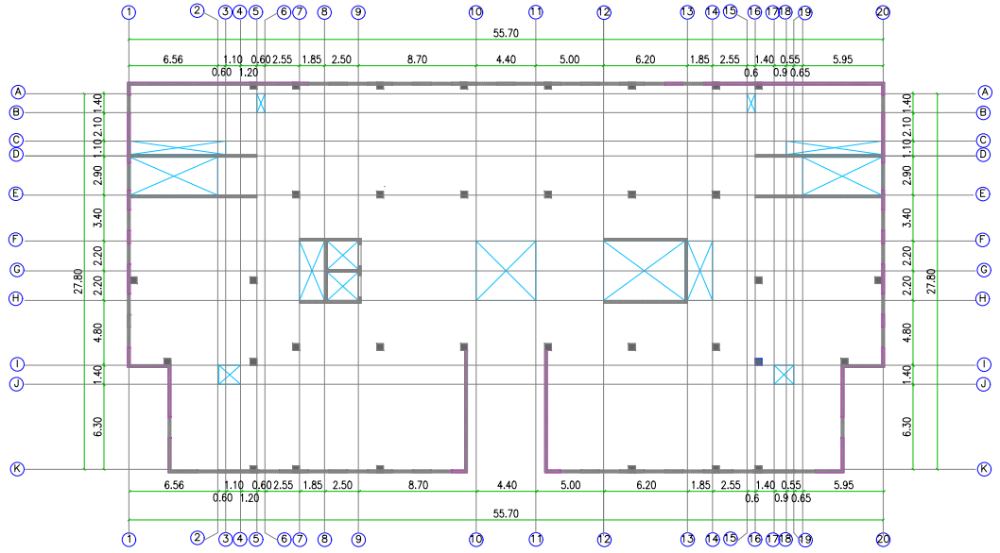 1 2 3 4 5 6 7 8 9 10 11 12 13 14 15 16 17 18 19 20
55.70
6.56 1.10 0.60 2.55 1.85 2.50 8.70 4.40 5.00 6.20 1.85 2.55 1.40 0.55 5.95
0.60 1.20 0.6 0.9 0.65
A 1.40 1.40 A
B B
2.10 2.10
C C
1.10 1.10
D D
2.90 2.90
E E
3.40 3.40
F F
2.20 2.20
G G
27.80 2.20 2.20 27.80
H H
4.80 4.80
I I
1.40 1.40
J J
6.30 6.30
K K
6.56 1.10 0.60 2.55 1.85 2.50 8.70 4.40 5.00 6.20 1.85 2.55 1.40 0.55 5.95
0.60 1.20 0.6 0.9 0.65
55.70
1 2 3 4 5 6 7 8 9 10 11 12 13 14 15 16 17 18 19 20